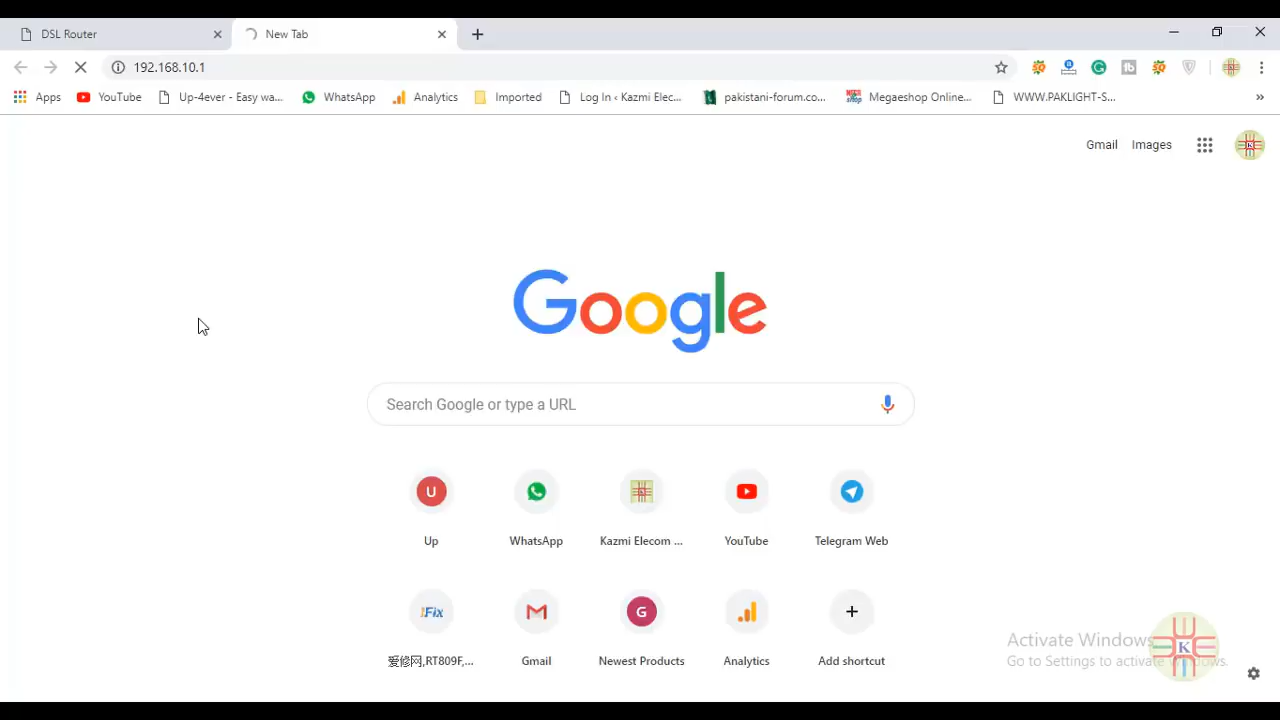 DSL Router
New Tab
192.168.10.1
Apps
YouTube
Up-4ever - Easy wa...
WhatsApp
Analytics
Imported
Log In ‹ Kazmi Elec...
pakistani-forum.co...
Megaeshop Online...
WWW.PAKLIGHT-S...
Gmail
Images
Google
Search Google or type a URL
U
K
Up
WhatsApp
Kazmi Elecom ...
YouTube
Telegram Web
!Fix
G
爱修网,RT809F,...
Gmail
Newest Products
Analytics
Add shortcut
Activate Windows
Go to Settings to activate Windows.
K